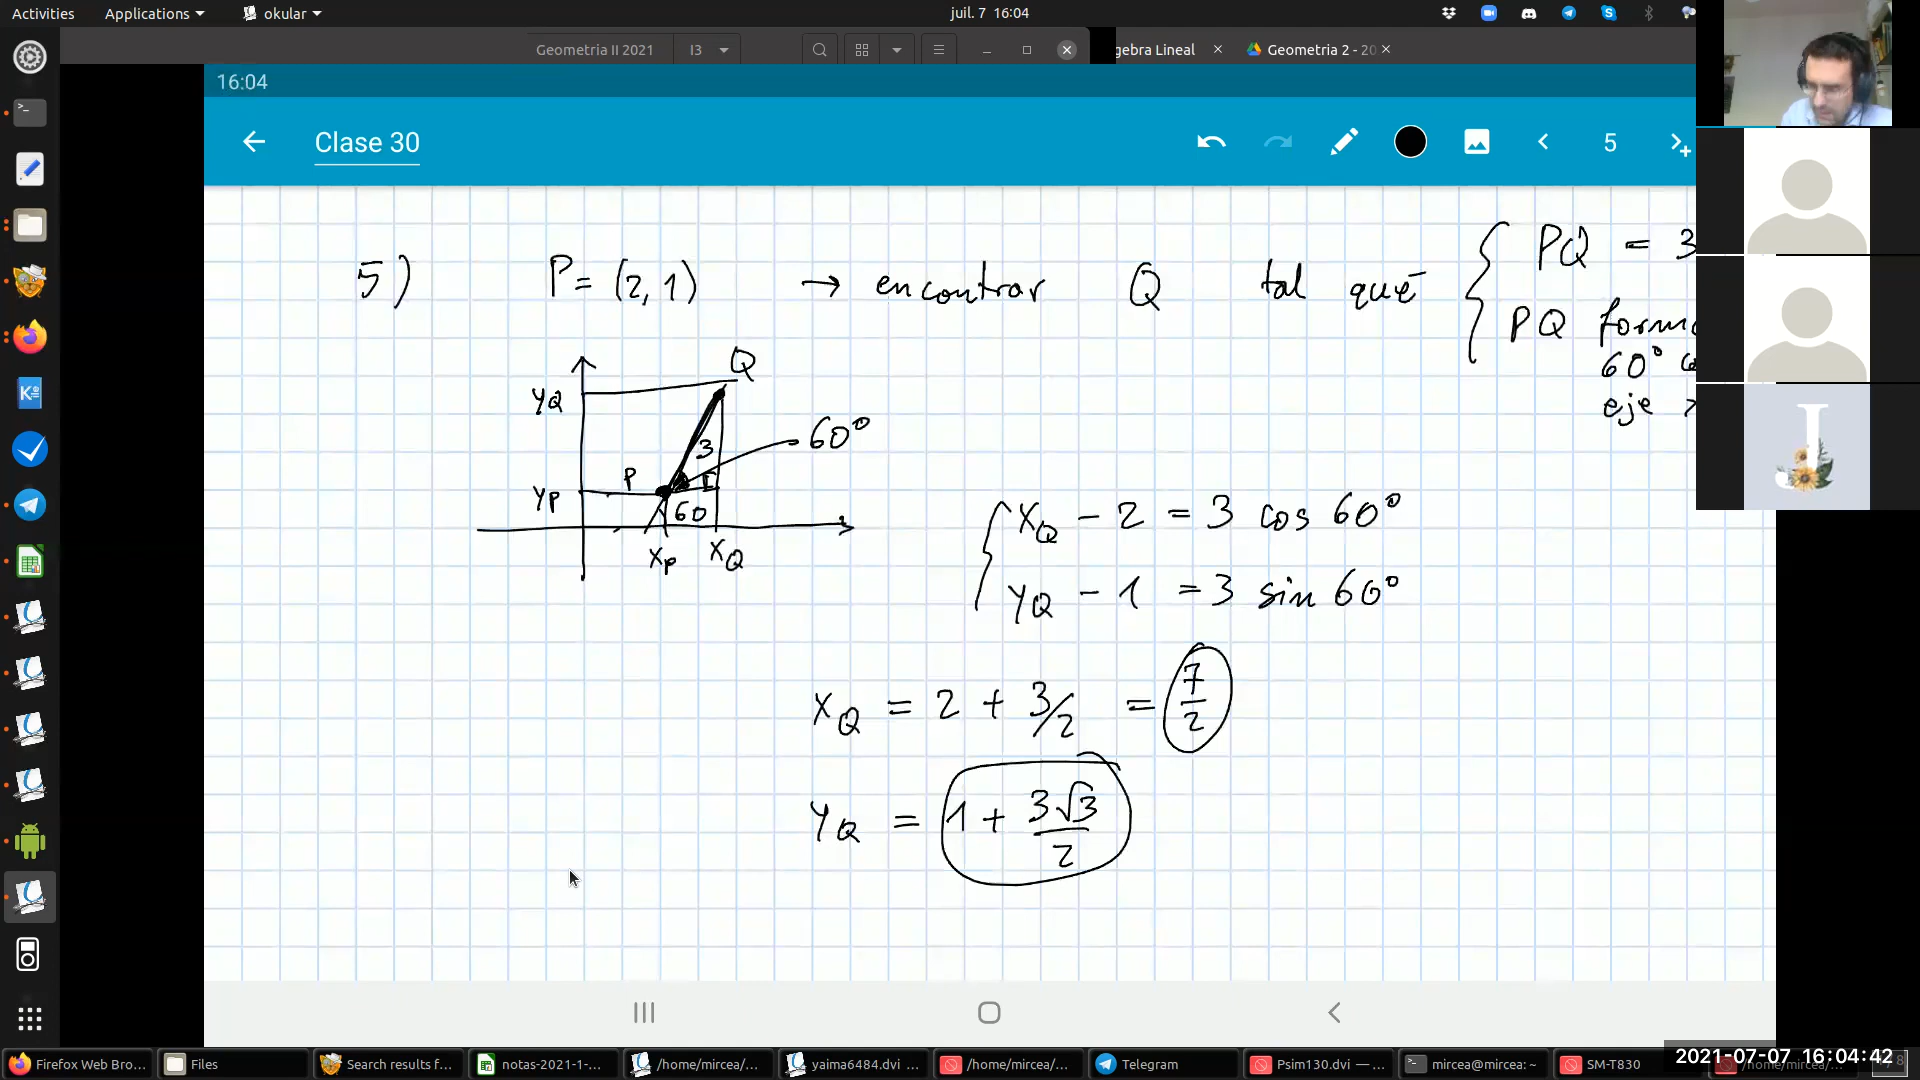 Activities Applications okular juil. 7 16:04
Geometria II 2021 I3 gebra Lineal Geometria 2 - 20
16:04
Clase 30 5
5) P = (2, 1) → encontrar Q tal que
{ PQ = 3
PQ form
60°
eje
Q
yQ
60°
3
P
yP
60
xP xQ
{ xQ - 2 = 3 cos 60°
yQ - 1 = 3 sin 60°
xQ = 2 + 3/2 = 7/2
yQ = 1 + 3√3/2
J
Firefox Web Bro... Files Search results f... notas-2021-1-... /home/mircea/... yaima6484.dvi ... /home/mircea/... Telegram Psim130.dvi — ... mircea@mircea: ~ SM-T830
2021-07-07 16:04:42